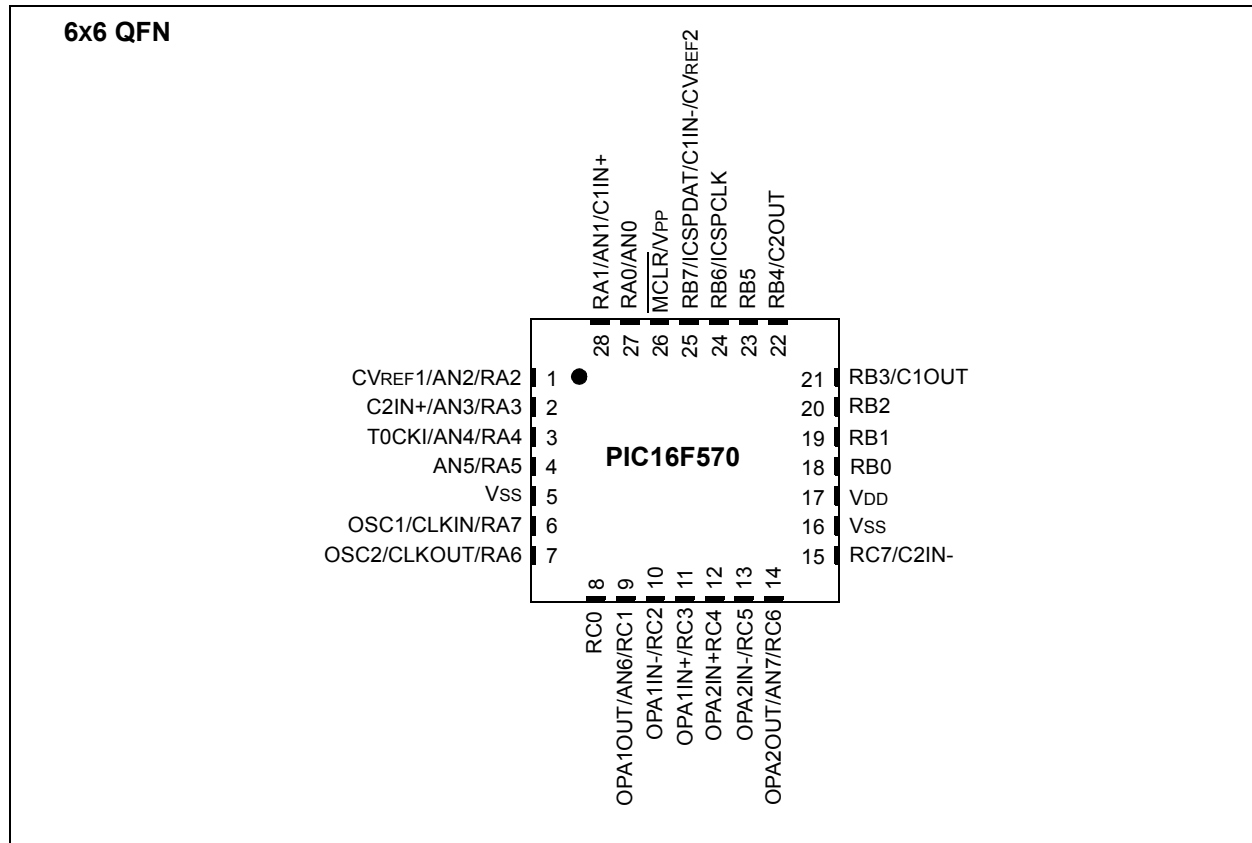 6x6 QFN
RA1/AN1/C1IN+
RA0/AN0
MCLR/VPP
RB7/ICSPDAT/C1IN-/CVREF2
RB6/ICSPCLK
RB5
RB4/C2OUT
28
27
26
25
24
23
22
CVREF1/AN2/RA2 1
C2IN+/AN3/RA3 2
T0CKI/AN4/RA4 3
AN5/RA5 4
VSS 5
OSC1/CLKIN/RA7 6
OSC2/CLKOUT/RA6 7
PIC16F570
21 RB3/C1OUT
20 RB2
19 RB1
18 RB0
17 VDD
16 VSS
15 RC7/C2IN-
8
9
10
11
12
13
14
RC0
OPA1OUT/AN6/RC1
OPA1IN-/RC2
OPA1IN+/RC3
OPA2IN+RC4
OPA2IN-/RC5
OPA2OUT/AN7/RC6